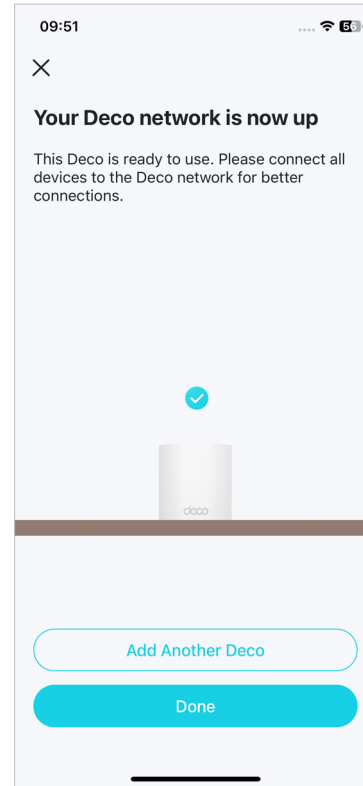 09:51
56
Your Deco network is now up
This Deco is ready to use. Please connect all
devices to the Deco network for better
connections.
deco
Add Another Deco
Done